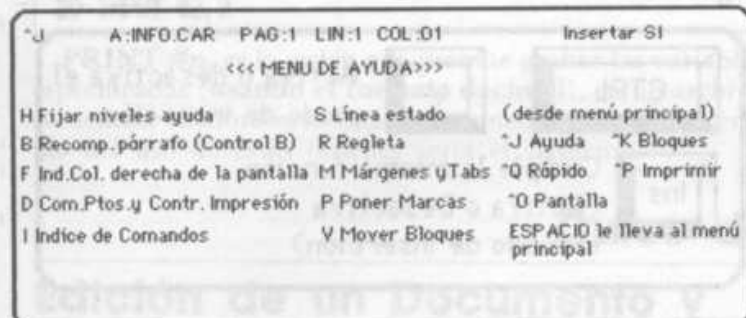 ^J A:INFO.CAR PAG:1 LIN:1 COL:01 Insertar SI
<<< MENU DE AYUDA>>>
H Fijar niveles ayuda S Línea estado (desde menú principal)
B Recomp.párrafo (Control B) R Regleta ^J Ayuda ^K Bloques
F Ind.Col. derecha de la pantalla M Márgenes y Tabs ^Q Rápido ^P Imprimir
D Com.Ptos.y Contr. Impresión P Poner Marcas ^O Pantalla
I Indice de Comandos V Mover Bloques ESPACIO le lleva al menú
principal